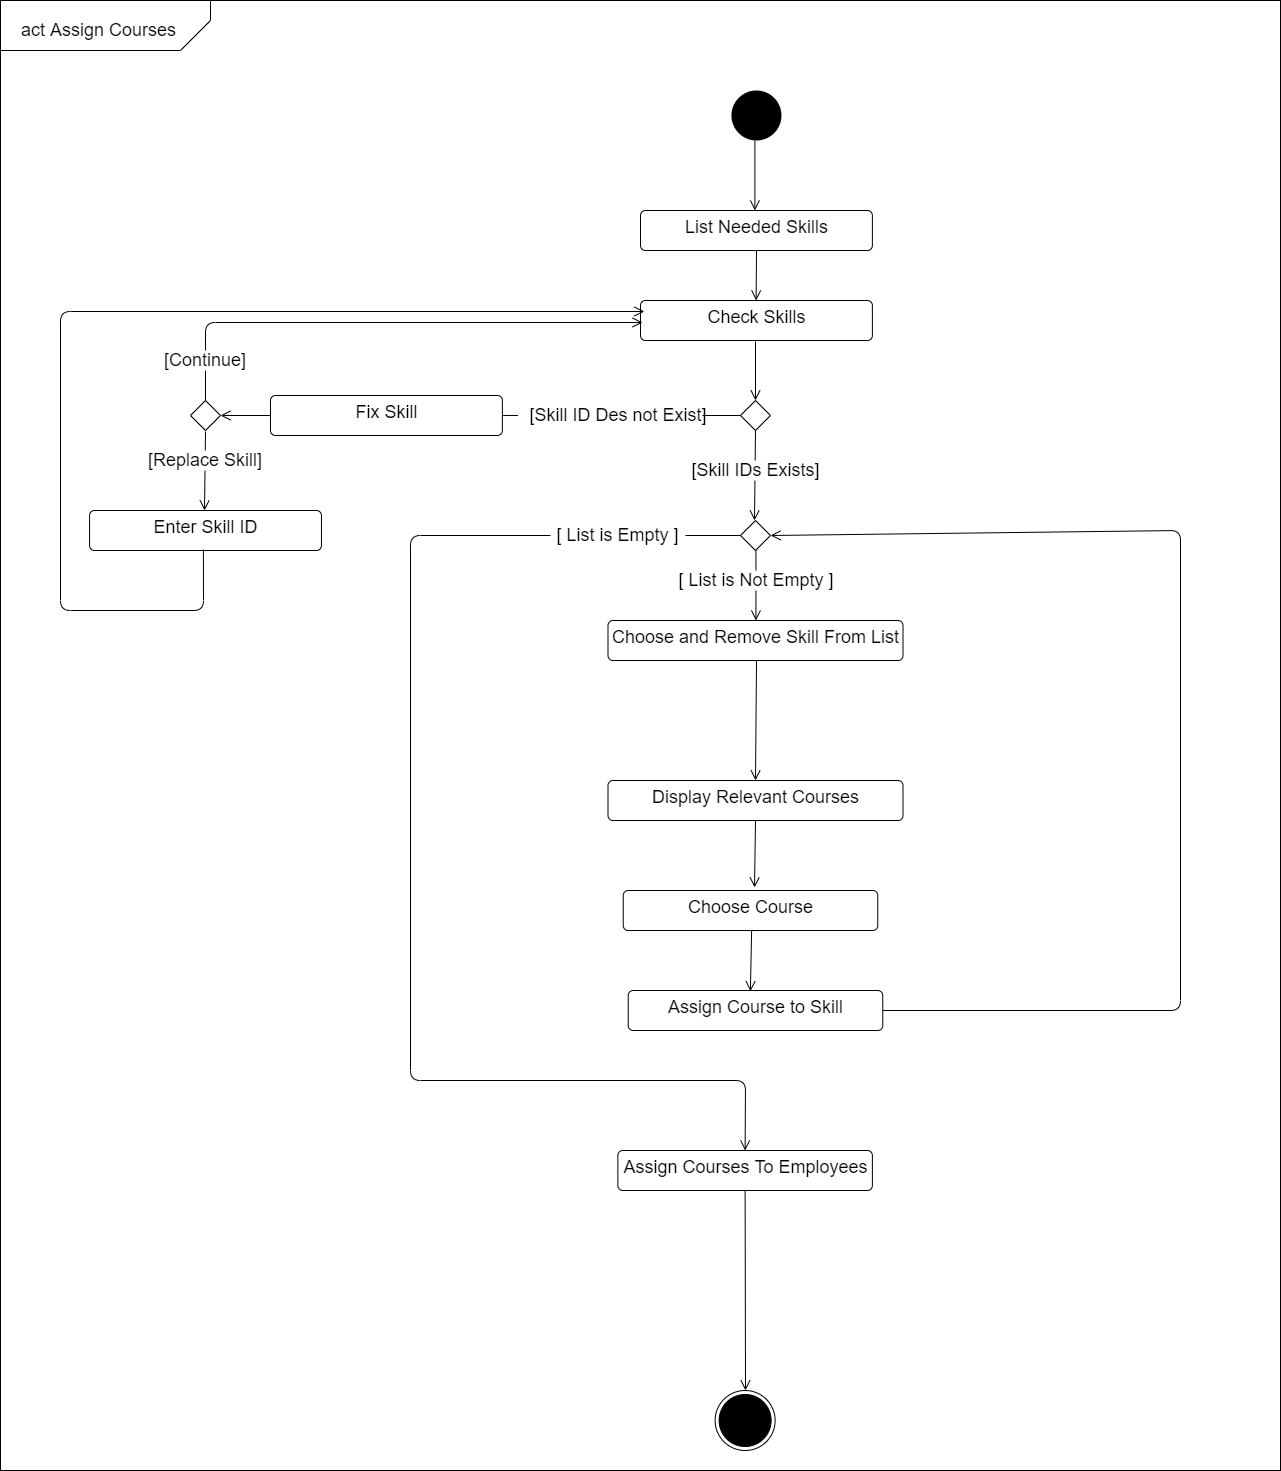 act Assign Courses
List Needed Skills
Check Skills
[Continue]
Fix Skill
[Skill ID Des not Exist]
[Replace Skill]
[Skill IDs Exists]
Enter Skill ID
[ List is Empty ]
[ List is Not Empty ]
Choose and Remove Skill From List
Display Relevant Courses
Choose Course
Assign Course to Skill
Assign Courses To Employees